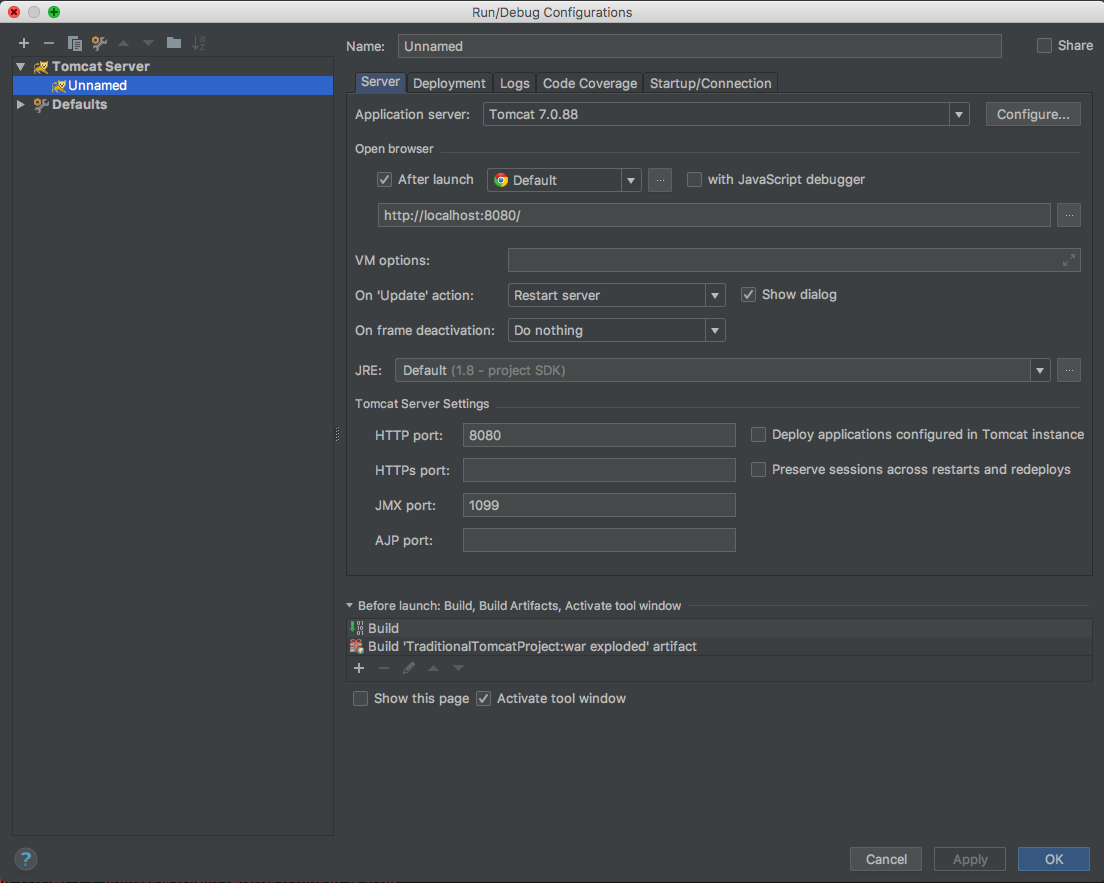 Run/Debug Configurations
Tomcat Server
Unnamed
Defaults
Name: Unnamed Share
Server Deployment Logs Code Coverage Startup/Connection
Application server: Tomcat 7.0.88 Configure...
Open browser
After launch Default ... with JavaScript debugger
http://localhost:8080/ ...
VM options:
On 'Update' action: Restart server Show dialog
On frame deactivation: Do nothing
JRE: Default (1.8 - project SDK) ...
Tomcat Server Settings
HTTP port: 8080 Deploy applications configured in Tomcat instance
HTTPs port: Preserve sessions across restarts and redeploys
JMX port: 1099
AJP port:
Before launch: Build, Build Artifacts, Activate tool window
Build
Build 'TraditionalTomcatProject:war exploded' artifact
Show this page Activate tool window
? Cancel Apply OK